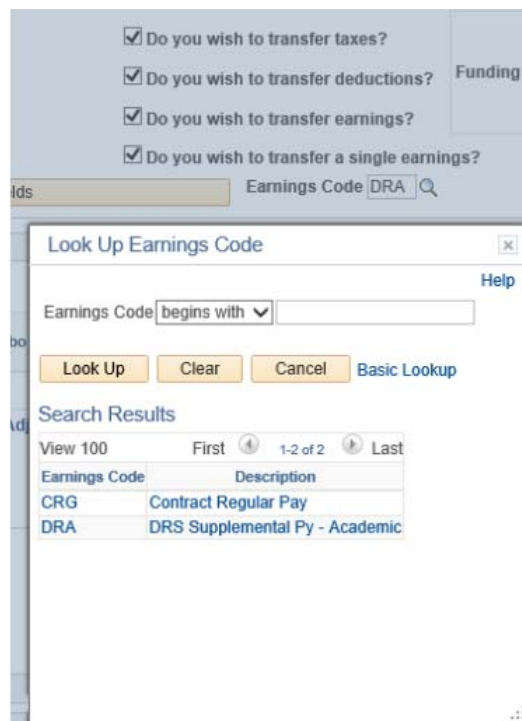 Do you wish to transfer taxes?
Do you wish to transfer deductions?
Funding
Do you wish to transfer earnings?
Do you wish to transfer a single earnings?
lds
Earnings Code DRA
Look Up Earnings Code
Help
Earnings Code begins with
bo
Look Up Clear Cancel Basic Lookup
Adj
Search Results
View 100 First 1-2 of 2 Last
Earnings Code Description
CRG Contract Regular Pay
DRA DRS Supplemental Py - Academic